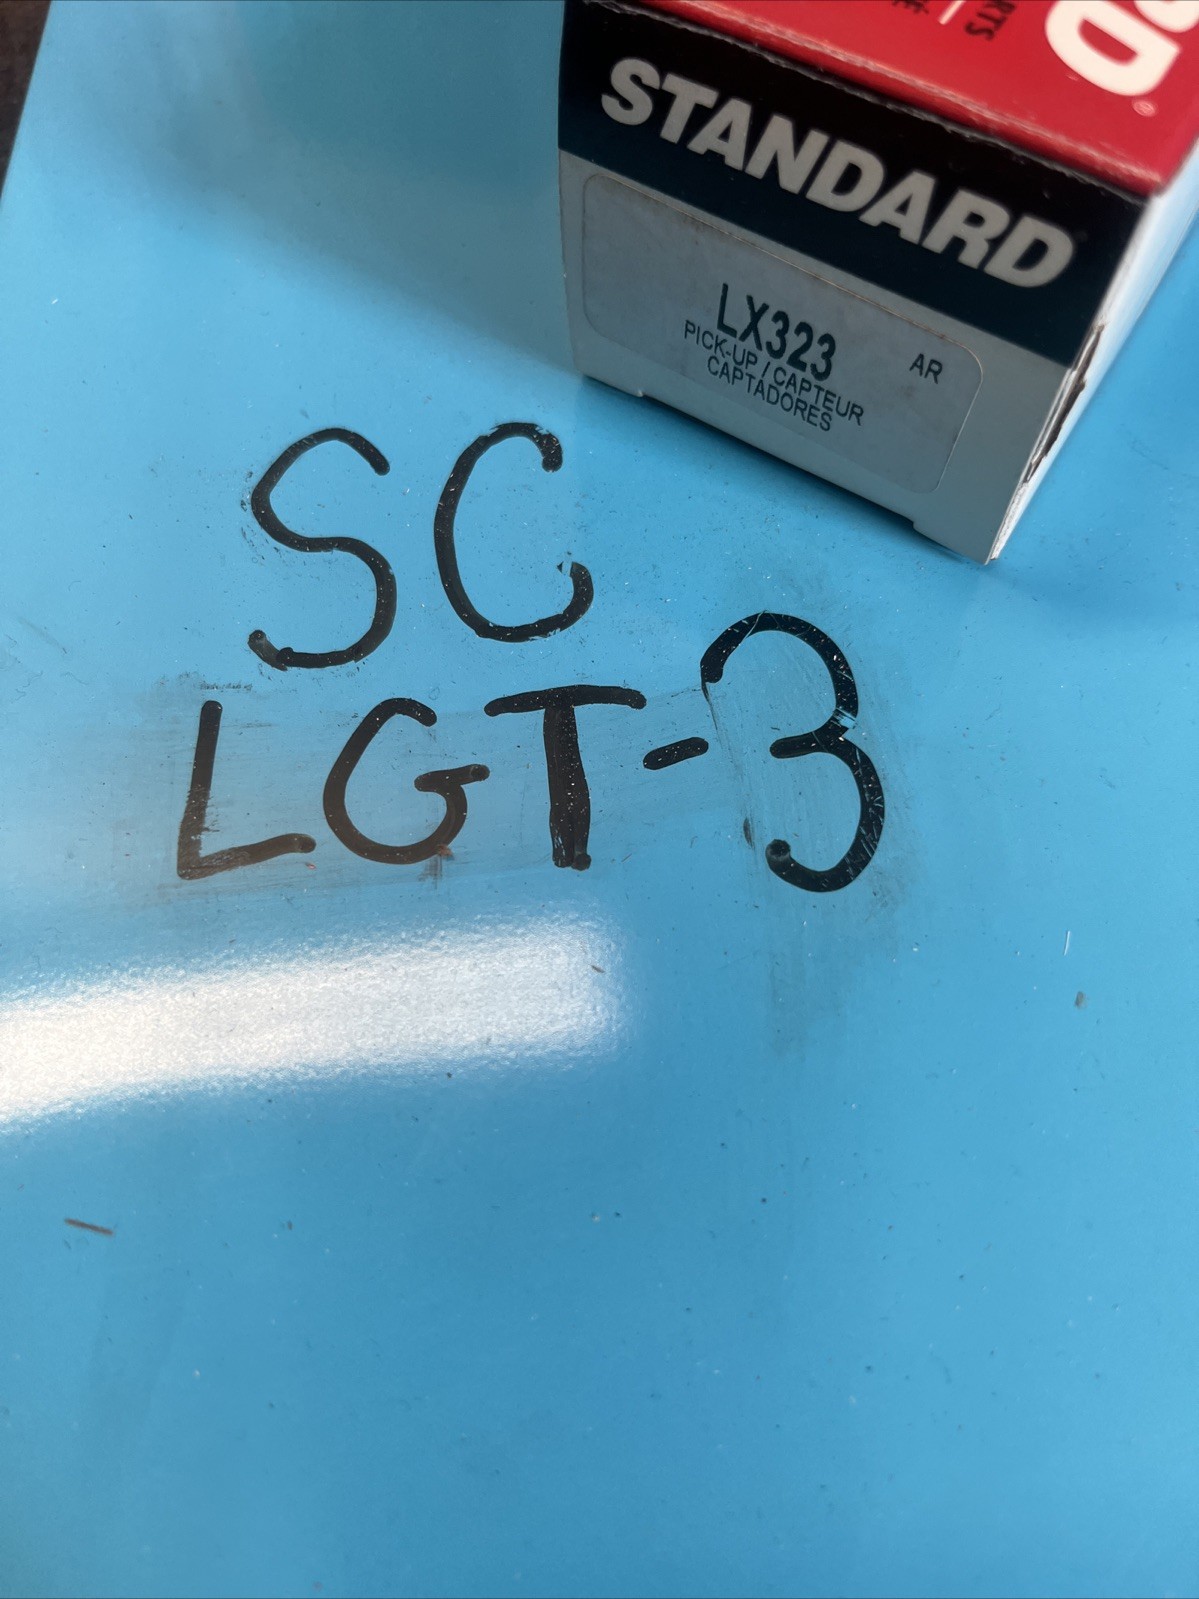 STANDARD
LX323
AR
PICK-UP / CAPTEUR
CAPTADORES
SC
LGT-3